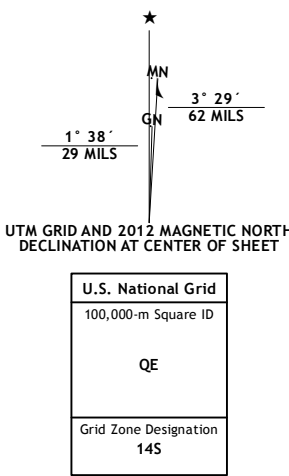 MN
3° 29´
62 MILS
GN
1° 38´
29 MILS
UTM GRID AND 2012 MAGNETIC NORTH
DECLINATION AT CENTER OF SHEET
U.S. National Grid
100,000-m Square ID
QE
Grid Zone Designation
14S